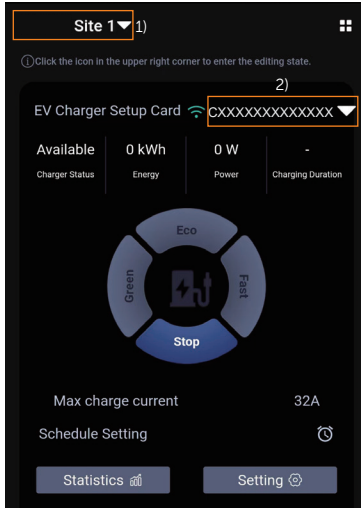 Site 1 1)
Click the icon in the upper right corner to enter the editing state.
2)
EV Charger Setup Card CXXXXXXXXXXXXX
Available 0 kWh 0 W -
Charger Status Energy Power Charging Duration
Eco
Green Fast
Stop
Max charge current 32A
Schedule Setting
Statistics Setting